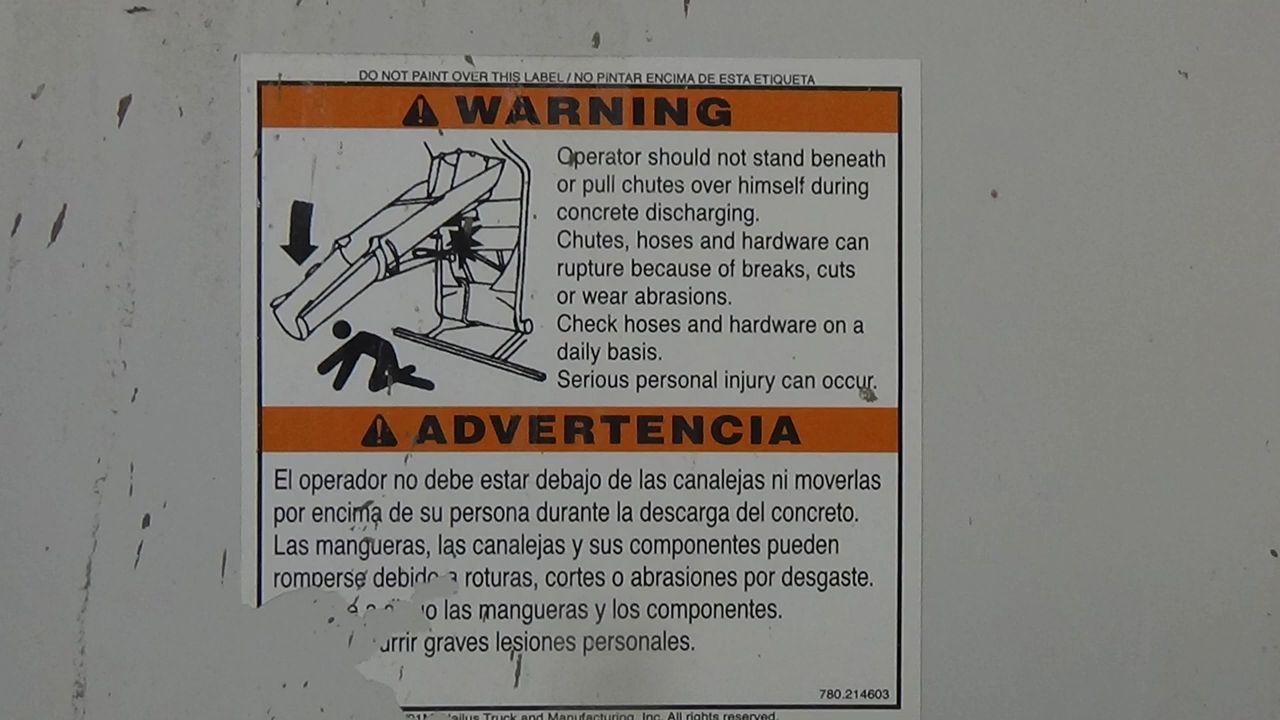 DO NOT PAINT OVER THIS LABEL / NO PINTAR ENCIMA DE ESTA ETIQUETA
WARNING
Operator should not stand beneath
or pull chutes over himself during
concrete discharging.
Chutes, hoses and hardware can
rupture because of breaks, cuts
or wear abrasions.
Check hoses and hardware on a
daily basis.
Serious personal injury can occur.
ADVERTENCIA
El operador no debe estar debajo de las canalejas ni moverlas
por encima de su persona durante la descarga del concreto.
Las mangueras, las canalejas y sus componentes pueden
romperse debido a roturas, cortes o abrasiones por desgaste.
las mangueras y los componentes.
graves lesiones personales.
780.214603
Truck and Manufacturing, Inc. All rights reserved.